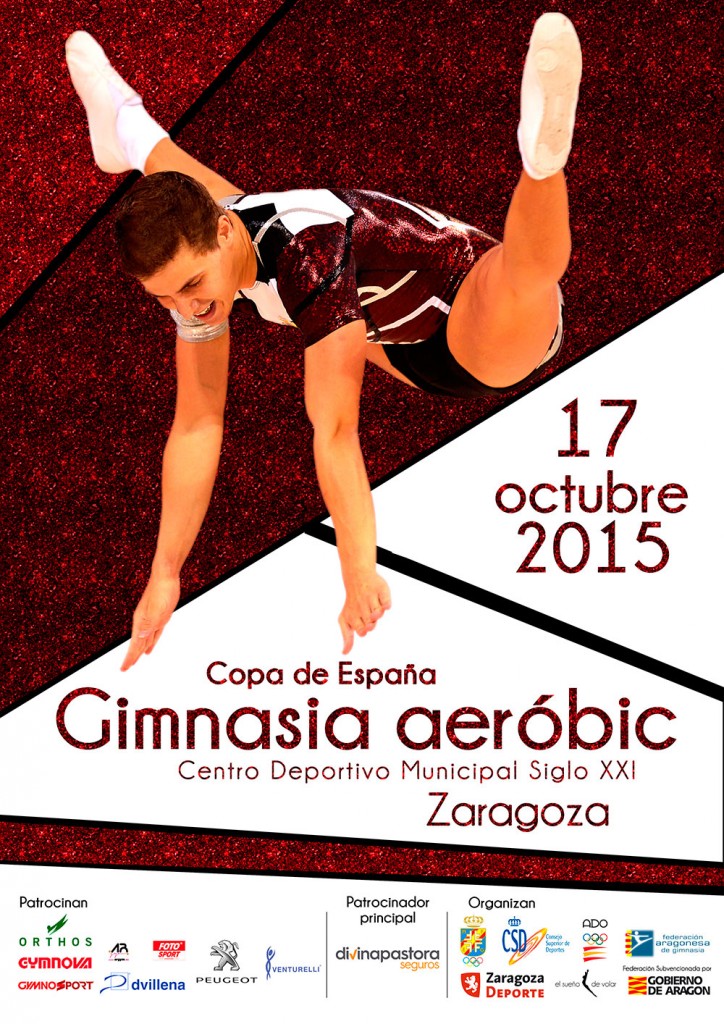 17
octubre
2015
Copa de España
Gimnasia aeróbic
Centro Deportivo Municipal Siglo XXI
Zaragoza
Patrocinan
ORTHOS
GYMNOVA
GYMNOSPORT
AR
FOTO
SPORT
dvillena
PEUGEOT
VENTURELLI
Patrocinador
principal
divinapastora
seguros
Organizan
CSD
Consejo
Superior de
Deportes
ADO
federación
aragonesa
de gimnasia
Zaragoza
DEPORTE
el sueño de volar
Federación Subvencionada por
GOBIERNO
DE ARAGON